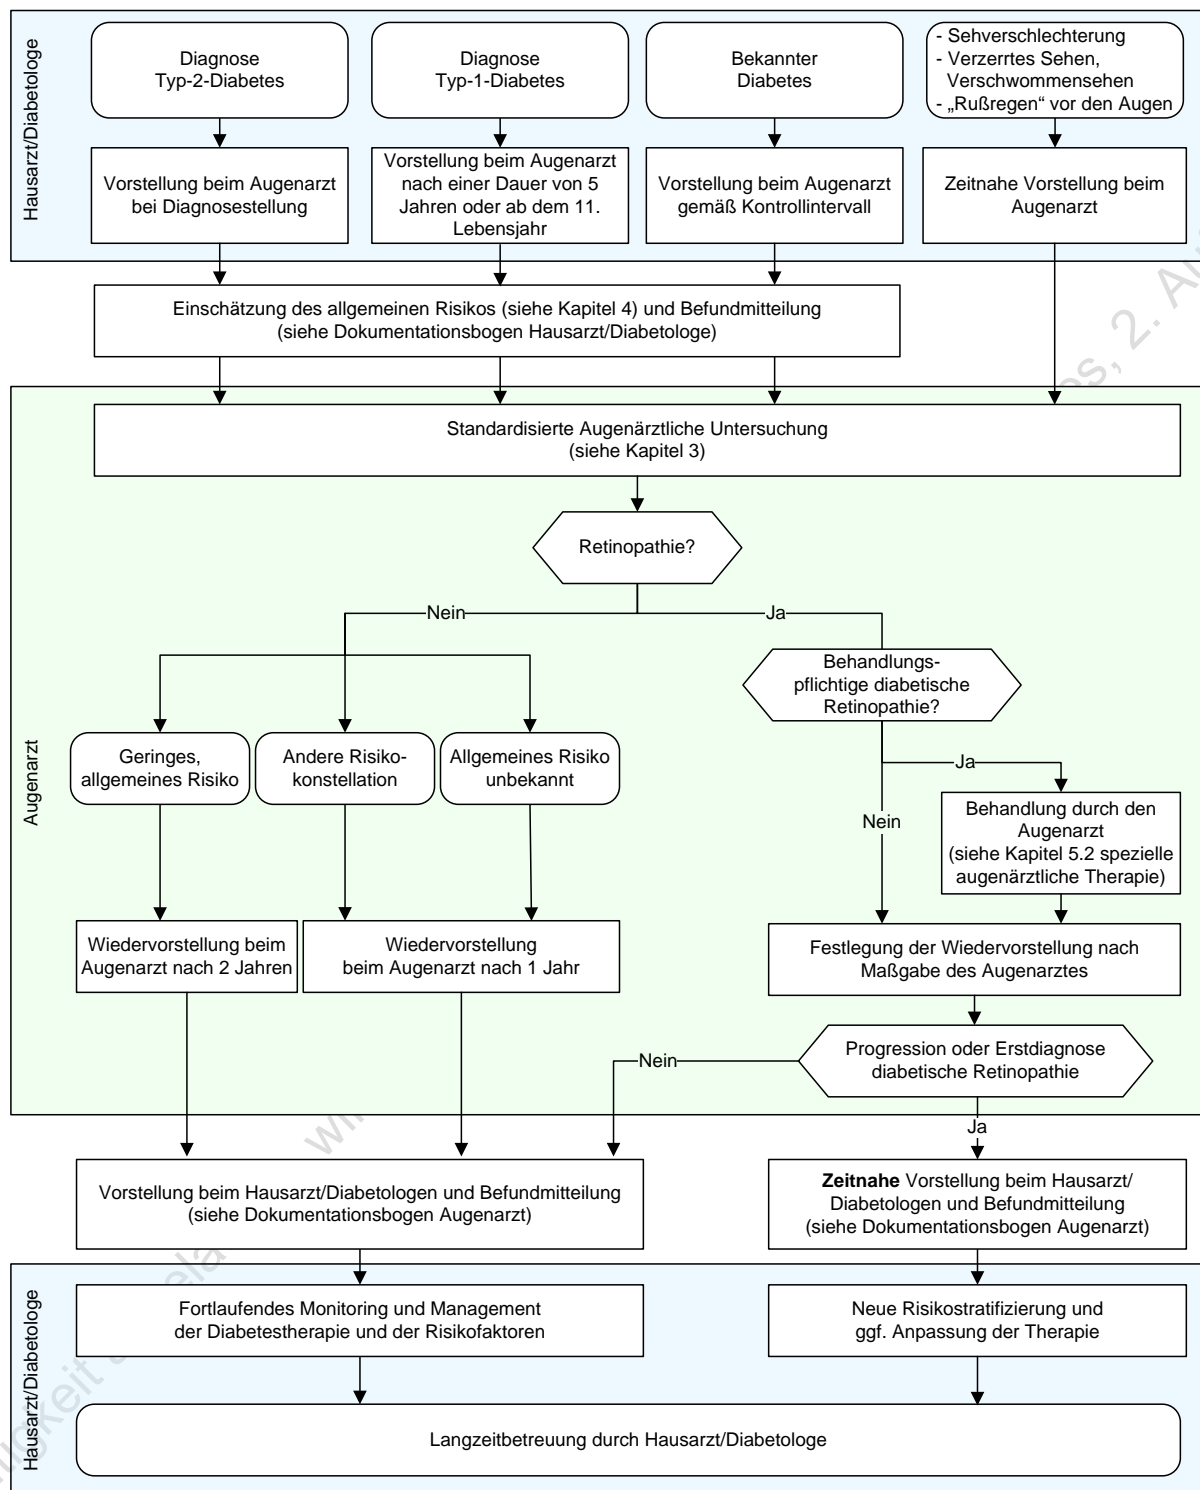 Hausarzt/Diabetologe
Diagnose
Typ-2-Diabetes
Diagnose
Typ-1-Diabetes
Bekannter
Diabetes
- Sehverschlechterung
- Verzerrtes Sehen,
Verschwommensehen
- „Rußregen“ vor den Augen
Vorstellung beim Augenarzt
bei Diagnosestellung
Vorstellung beim Augenarzt
nach einer Dauer von 5
Jahren oder ab dem 11.
Lebensjahr
Vorstellung beim Augenarzt
gemäß Kontrollintervall
Zeitnahe Vorstellung beim
Augenarzt
Einschätzung des allgemeinen Risikos (siehe Kapitel 4) und Befundmitteilung
(siehe Dokumentationsbogen Hausarzt/Diabetologe)
Augenarzt
Standardisierte Augenärztliche Untersuchung
(siehe Kapitel 3)
Retinopathie?
Nein
Ja
Behandlungs-
pflichtige diabetische
Retinopathie?
Geringes,
allgemeines Risiko
Andere Risiko-
konstellation
Allgemeines Risiko
unbekannt
Ja
Nein
Behandlung durch den
Augenarzt
(siehe Kapitel 5.2 spezielle
augenärztliche Therapie)
Wiedervorstellung beim
Augenarzt nach 2 Jahren
Wiedervorstellung
beim Augenarzt nach 1 Jahr
Festlegung der Wiedervorstellung nach
Maßgabe des Augenarztes
Progression oder Erstdiagnose
diabetische Retinopathie
Nein
Ja
Vorstellung beim Hausarzt/Diabetologen und Befundmitteilung
(siehe Dokumentationsbogen Augenarzt)
Zeitnahe Vorstellung beim Hausarzt/
Diabetologen und Befundmitteilung
(siehe Dokumentationsbogen Augenarzt)
Hausarzt/Diabetologe
Fortlaufendes Monitoring und Management
der Diabetestherapie und der Risikofaktoren
Neue Risikostratifizierung und
ggf. Anpassung der Therapie
Langzeitbetreuung durch Hausarzt/Diabetologe